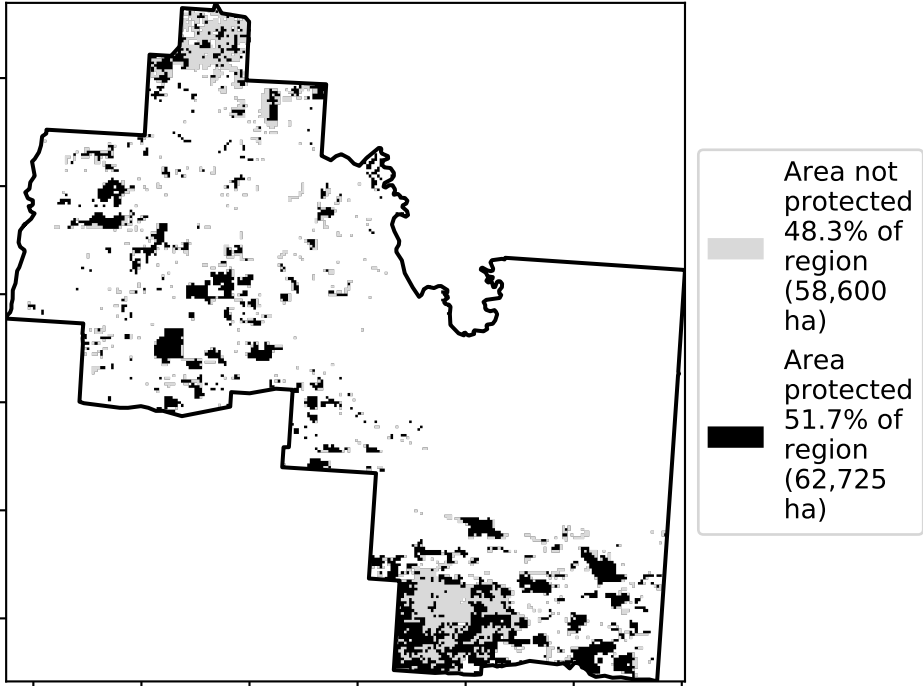 Area not
protected
48.3% of
region
(58,600
ha)
Area
protected
51.7% of
region
(62,725
ha)